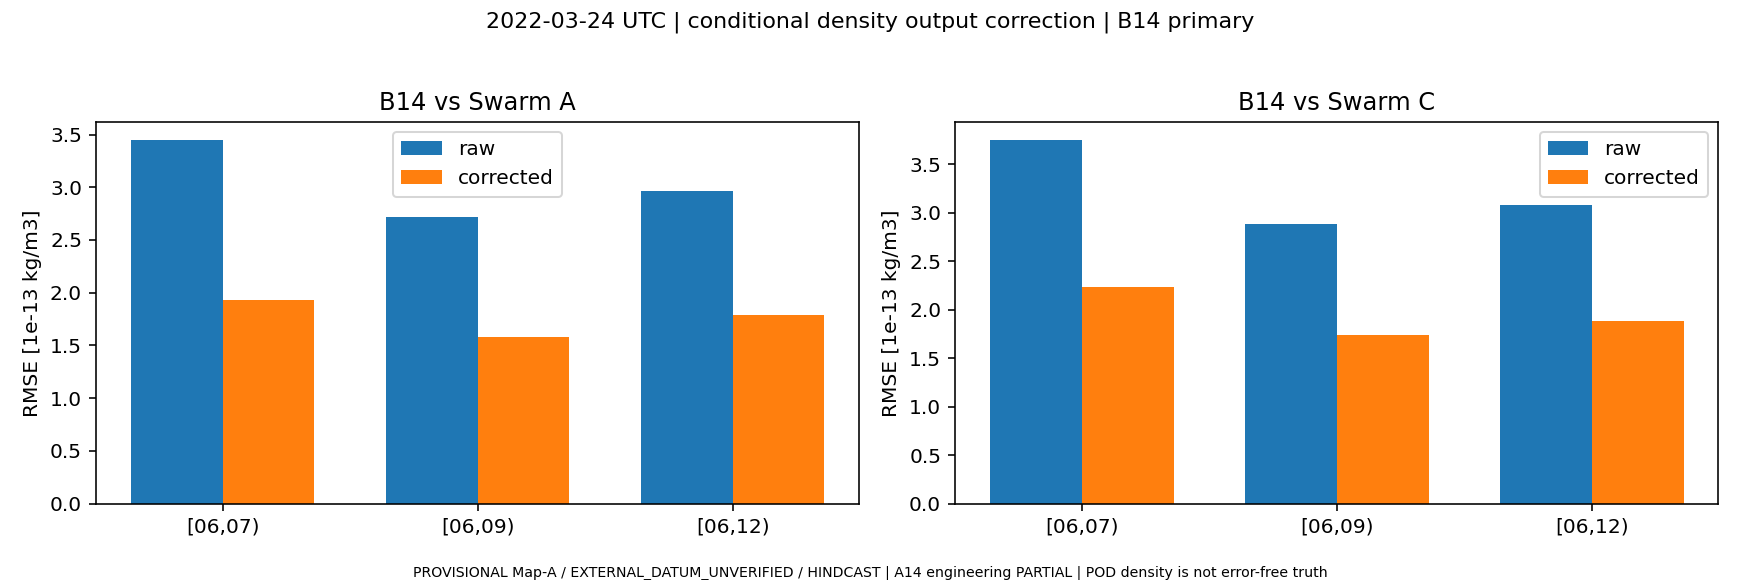 2022-03-24 UTC | conditional density output correction | B14 primary
B14 vs Swarm A
RMSE [1e-13 kg/m3]
3.5
3.0
2.5
2.0
1.5
1.0
0.5
0.0
raw
corrected
[06,07)
[06,09)
[06,12)
B14 vs Swarm C
RMSE [1e-13 kg/m3]
3.5
3.0
2.5
2.0
1.5
1.0
0.5
0.0
raw
corrected
[06,07)
[06,09)
[06,12)
PROVISIONAL Map-A / EXTERNAL_DATUM_UNVERIFIED / HINDCAST | A14 engineering PARTIAL | POD density is not error-free truth